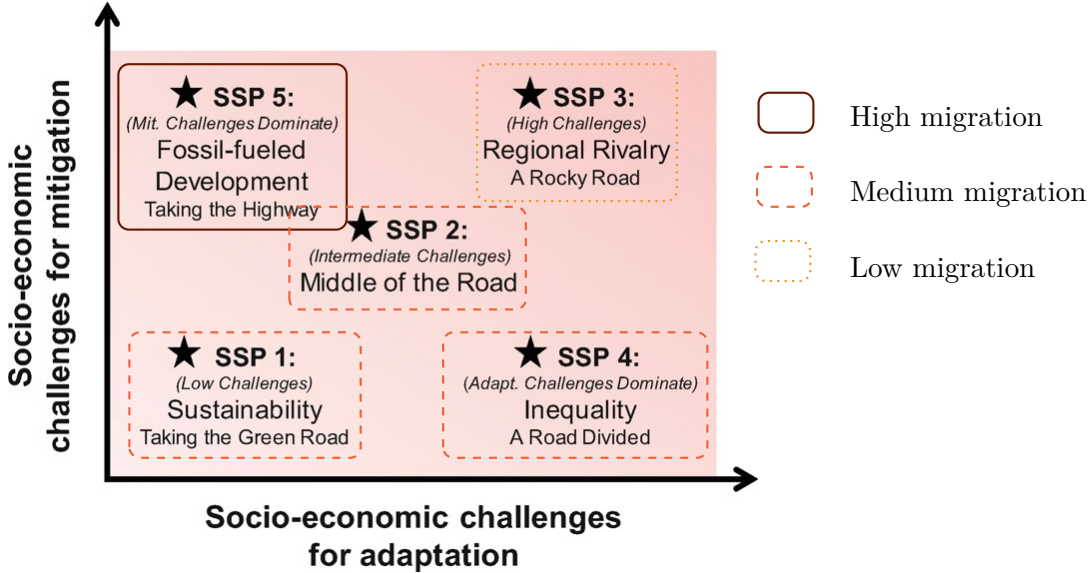 Socio-economic
challenges for mitigation
SSP 5:
(Mit. Challenges Dominate)
Fossil-fueled
Development
Taking the Highway
SSP 3:
(High Challenges)
Regional Rivalry
A Rocky Road
SSP 2:
(Intermediate Challenges)
Middle of the Road
SSP 1:
(Low Challenges)
Sustainability
Taking the Green Road
SSP 4:
(Adapt. Challenges Dominate)
Inequality
A Road Divided
Socio-economic challenges
for adaptation
High migration
Medium migration
Low migration